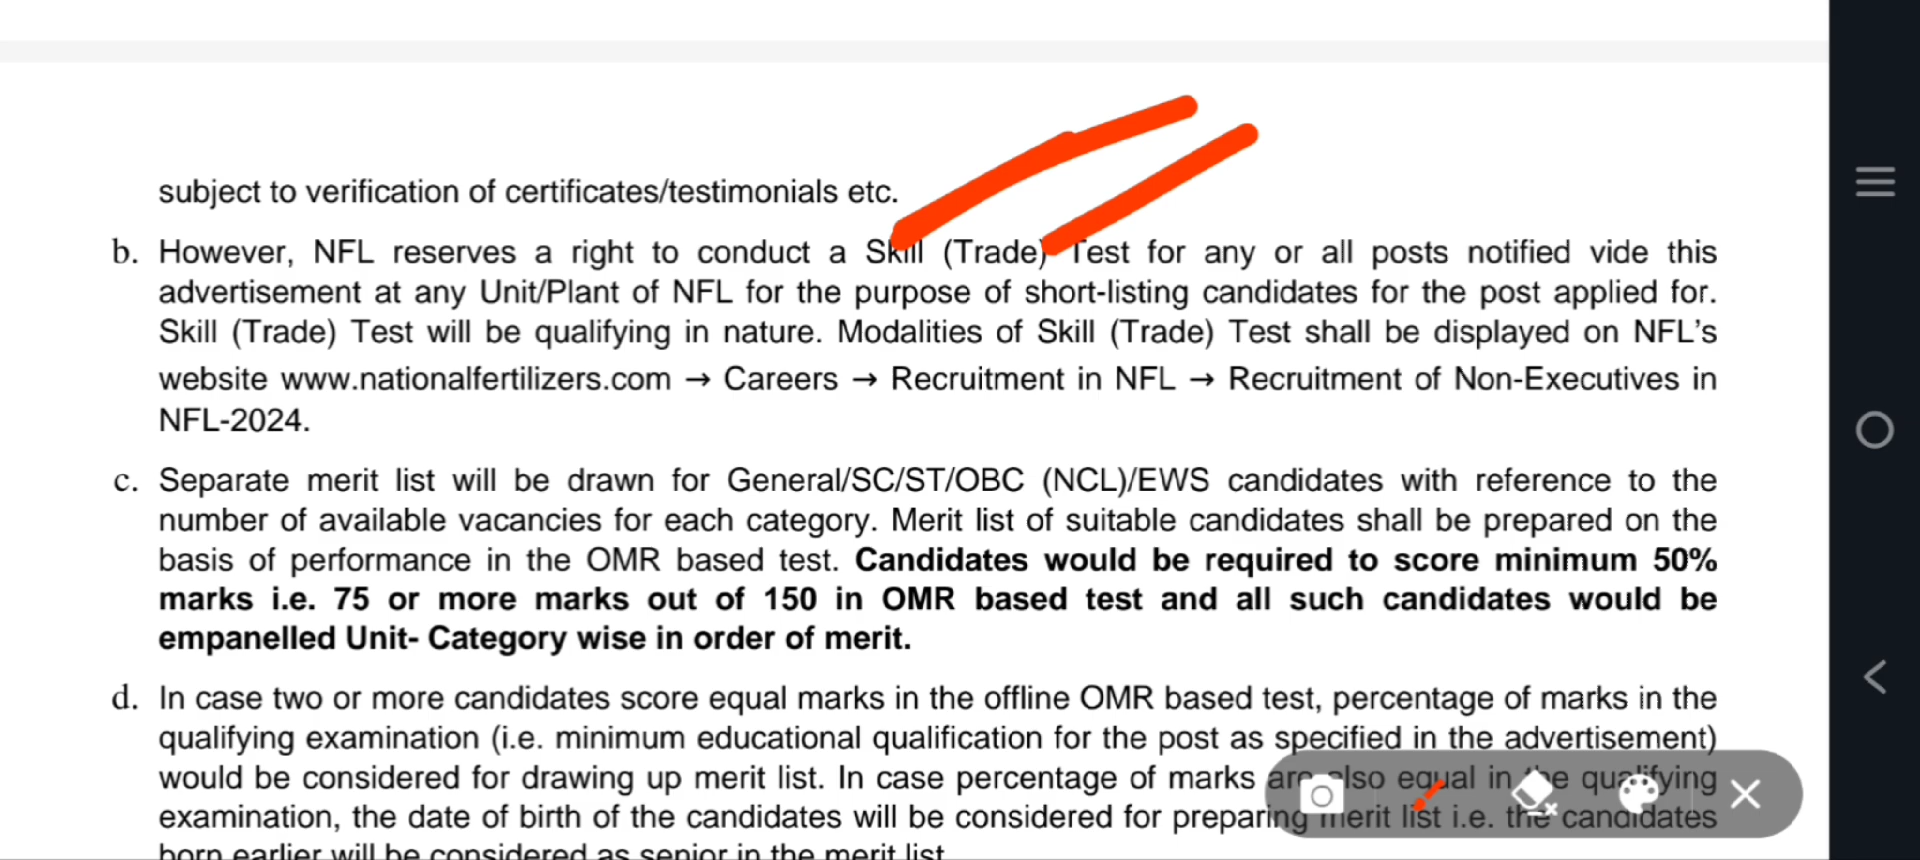 subject to verification of certificates/testimonials etc.
b. However, NFL reserves a right to conduct a Skill (Trade) Test for any or all posts notified vide this
advertisement at any Unit/Plant of NFL for the purpose of short-listing candidates for the post applied for.
Skill (Trade) Test will be qualifying in nature. Modalities of Skill (Trade) Test shall be displayed on NFL’s
website www.nationalfertilizers.com → Careers → Recruitment in NFL → Recruitment of Non-Executives in
NFL-2024.
c. Separate merit list will be drawn for General/SC/ST/OBC (NCL)/EWS candidates with reference to the
number of available vacancies for each category. Merit list of suitable candidates shall be prepared on the
basis of performance in the OMR based test. Candidates would be required to score minimum 50%
marks i.e. 75 or more marks out of 150 in OMR based test and all such candidates would be
empanelled Unit- Category wise in order of merit.
d. In case two or more candidates score equal marks in the offline OMR based test, percentage of marks in the
qualifying examination (i.e. minimum educational qualification for the post as specified in the advertisement)
would be considered for drawing up merit list. In case percentage of marks are also equal in the qualifying
examination, the date of birth of the candidates will be considered for preparing merit list i.e. the candidates
born earlier will be considered as senior in the merit list.